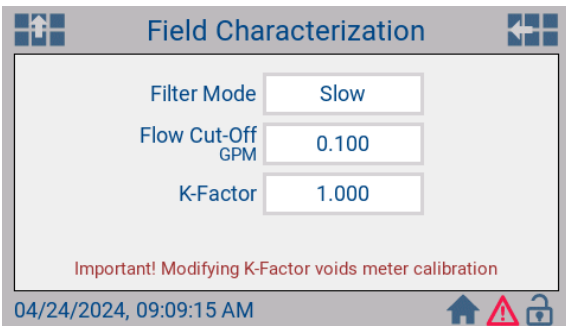 Field Characterization
Filter Mode Slow
Flow Cut-Off 0.100
GPM
K-Factor 1.000
Important! Modifying K-Factor voids meter calibration
04/24/2024, 09:09:15 AM